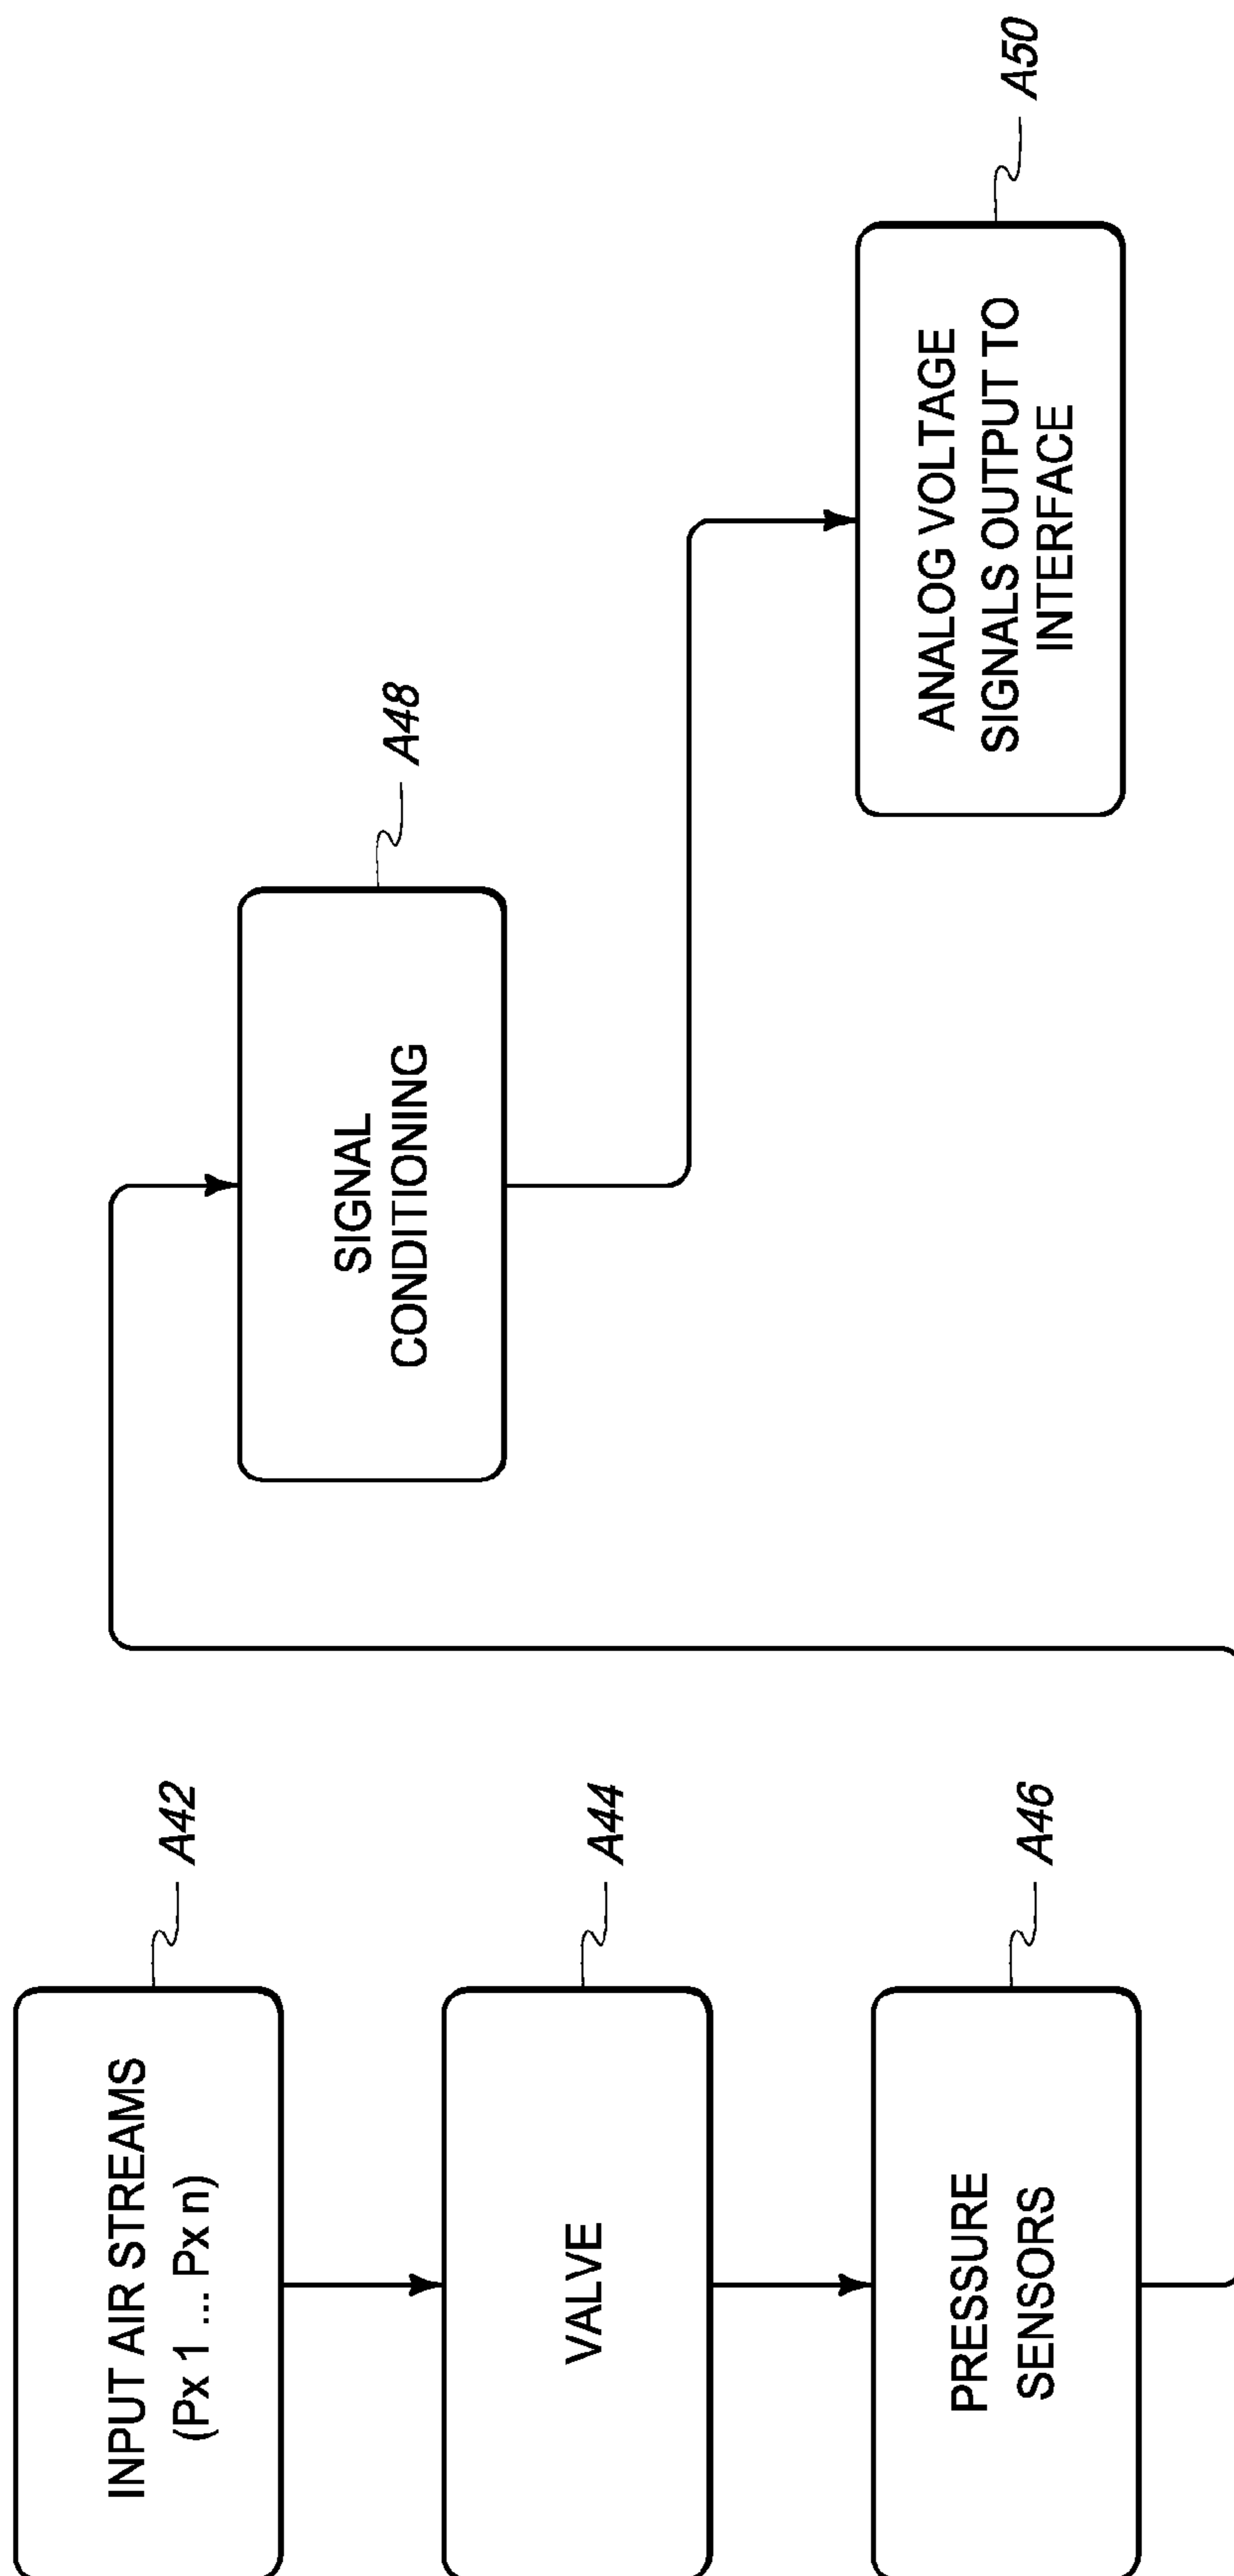 INPUT AIR STREAMS
(Px 1 ... Px n)
A42
VALVE
A44
PRESSURE
SENSORS
A46
SIGNAL
CONDITIONING
A48
ANALOG VOLTAGE
SIGNALS OUTPUT TO
INTERFACE
A50